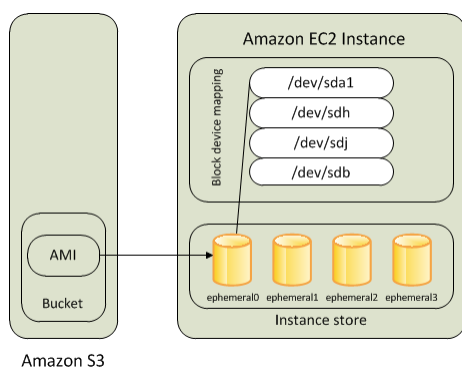 Amazon EC2 Instance
Block device mapping
/dev/sda1
/dev/sdh
/dev/sdj
/dev/sdb
AMI
Bucket
ephemeral0 ephemeral1 ephemeral2 ephemeral3
Instance store
Amazon S3